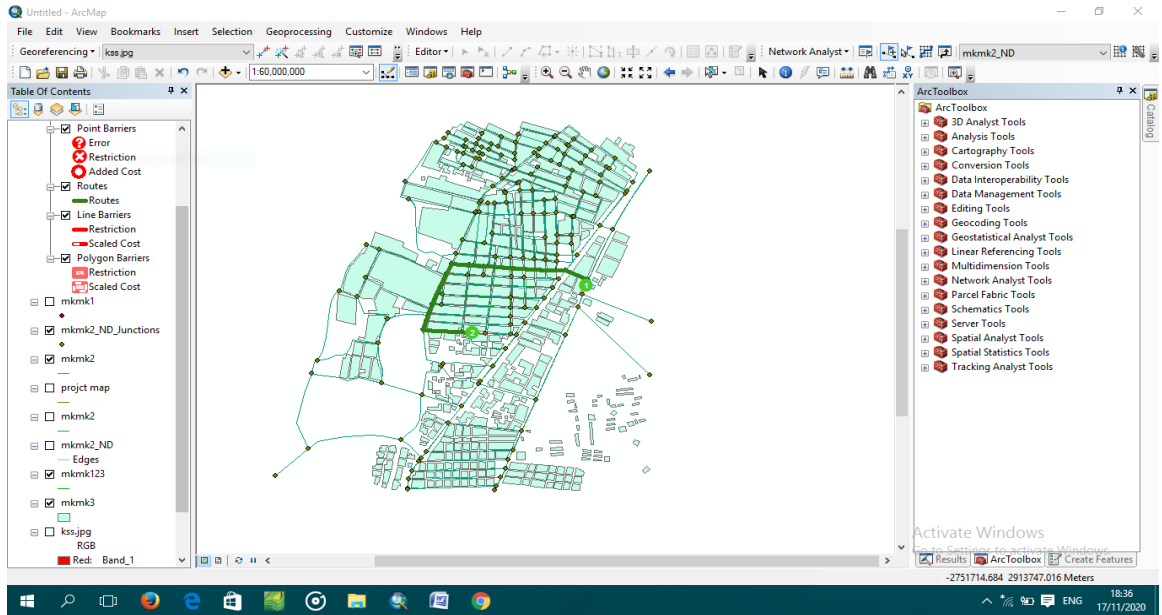 Untitled - ArcMap
File Edit View Bookmarks Insert Selection Geoprocessing Customize Windows Help
Georeferencing kss.jpg Editor Network Analyst mkmk2_ND
1:60,000,000
Table Of Contents
Point Barriers
Error
Restriction
Added Cost
Routes
Routes
Line Barriers
Restriction
Scaled Cost
Polygon Barriers
Restriction
Scaled Cost
mkmk1
mkmk2_ND_Junctions
mkmk2
projct map
mkmk2
mkmk2_ND
Edges
mkmk123
mkmk3
kss.jpg
RGB
Red: Band_1
1
2
ArcToolbox
ArcToolbox
3D Analyst Tools
Analysis Tools
Cartography Tools
Conversion Tools
Data Interoperability Tools
Data Management Tools
Editing Tools
Geocoding Tools
Geostatistical Analyst Tools
Linear Referencing Tools
Multidimension Tools
Network Analyst Tools
Parcel Fabric Tools
Schematics Tools
Server Tools
Spatial Analyst Tools
Spatial Statistics Tools
Tracking Analyst Tools
Catalog
Activate Windows
Go to Settings to activate Windows.
Results ArcToolbox Create Features
-2751714.684 2913747.016 Meters
ENG 18:36
17/11/2020